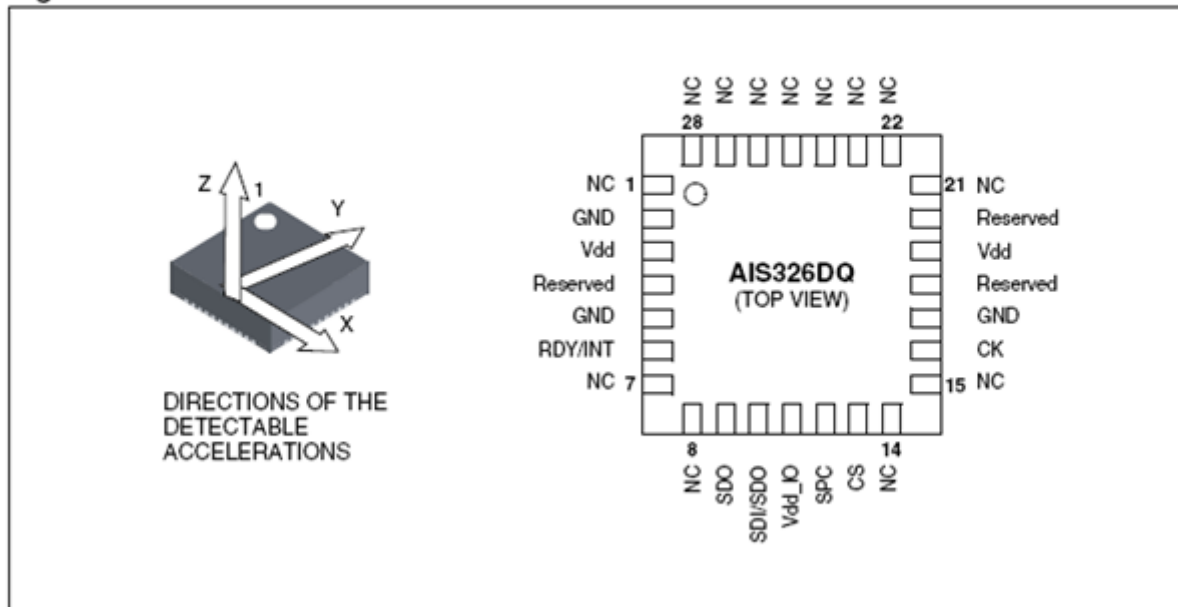 NC NC NC NC NC NC NC
28 22
Z 1
Y
X
DIRECTIONS OF THE
DETECTABLE
ACCELERATIONS
NC 1
GND
Vdd
Reserved
GND
RDY/INT
NC 7
AIS326DQ
(TOP VIEW)
21 NC
Reserved
Vdd
Reserved
GND
CK
15 NC
8 14
NC SDO SDI/SDO Vdd_IO SPC CS NC